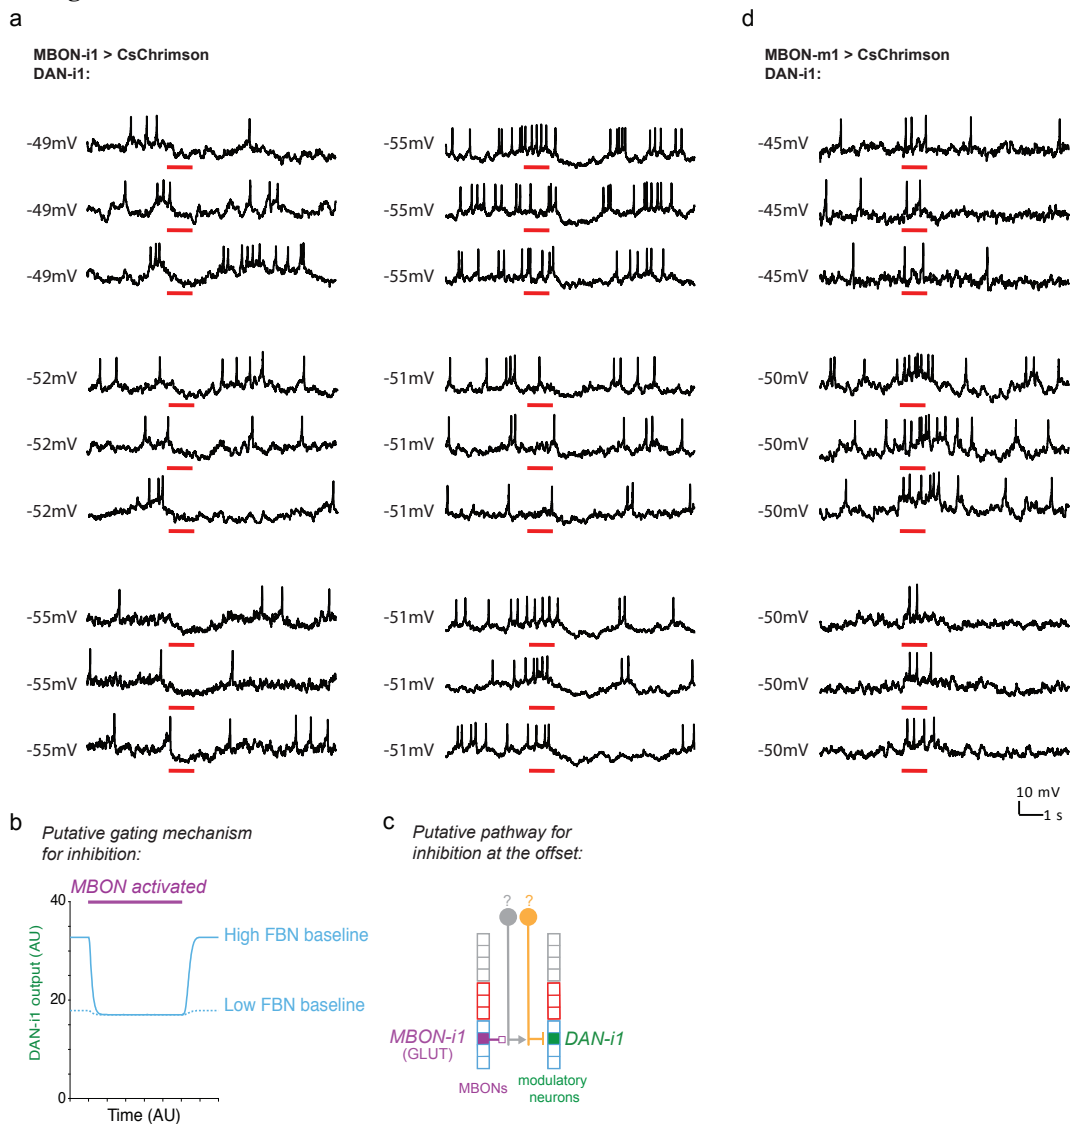 a
MBON-i1 > CsChrimson
DAN-i1:
-49mV
-49mV
-49mV
-52mV
-52mV
-52mV
-55mV
-55mV
-55mV
-55mV
-55mV
-55mV
-51mV
-51mV
-51mV
-51mV
-51mV
-51mV
d
MBON-m1 > CsChrimson
DAN-i1:
-45mV
-45mV
-45mV
-50mV
-50mV
-50mV
-50mV
-50mV
-50mV
10 mV
1 s
b
Putative gating mechanism
for inhibition:
MBON activated
40
20
0
DAN-i1 output (AU)
High FBN baseline
Low FBN baseline
Time (AU)
c
Putative pathway for
inhibition at the offset:
? ?
MBON-i1
(GLUT)
DAN-i1
MBONs
modulatory
neurons